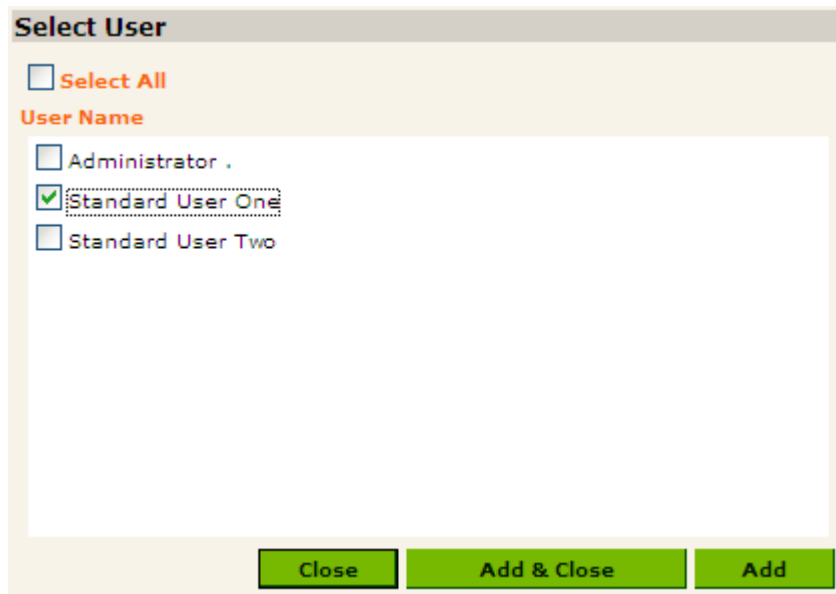 Select User
Select All
User Name
Administrator .
Standard User One
Standard User Two
Close Add & Close Add